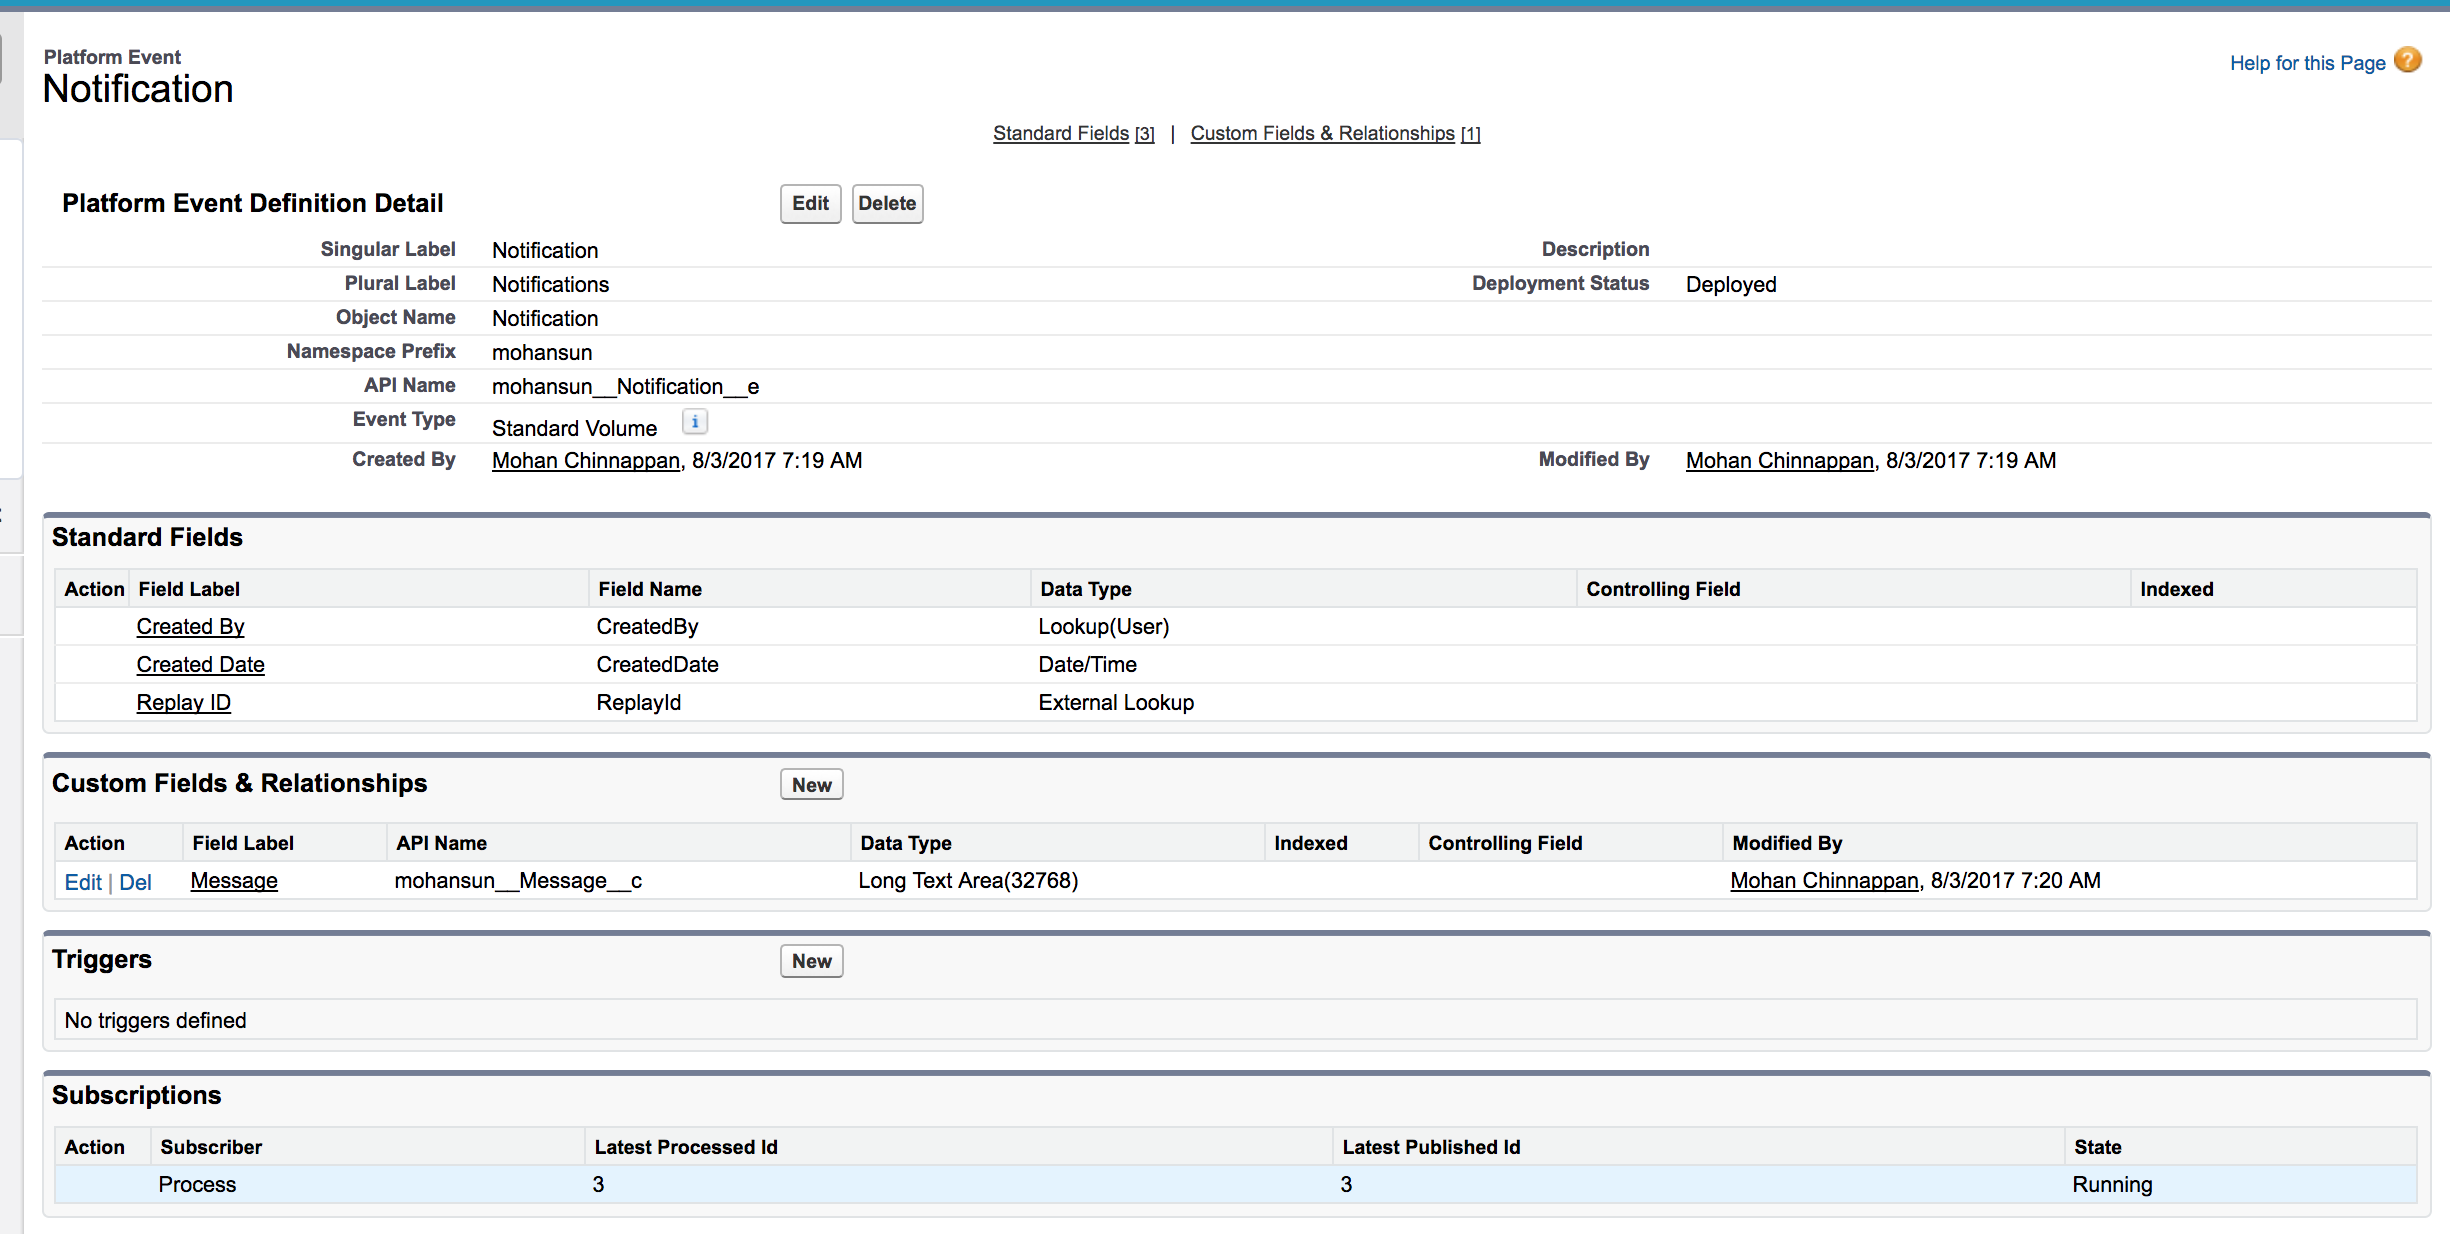 Platform Event
Notification
Help for this Page ?
Standard Fields [3] | Custom Fields & Relationships [1]
Platform Event Definition Detail Edit Delete
Singular Label Notification Description
Plural Label Notifications Deployment Status Deployed
Object Name Notification
Namespace Prefix mohansun
API Name mohansun__Notification__e
Event Type Standard Volume i
Created By Mohan Chinnappan, 8/3/2017 7:19 AM Modified By Mohan Chinnappan, 8/3/2017 7:19 AM
Standard Fields
Action Field Label Field Name Data Type Controlling Field Indexed
Created By CreatedBy Lookup(User)
Created Date CreatedDate Date/Time
Replay ID ReplayId External Lookup
Custom Fields & Relationships New
Action Field Label API Name Data Type Indexed Controlling Field Modified By
Edit | Del Message mohansun__Message__c Long Text Area(32768) Mohan Chinnappan, 8/3/2017 7:20 AM
Triggers New
No triggers defined
Subscriptions
Action Subscriber Latest Processed Id Latest Published Id State
Process 3 3 Running